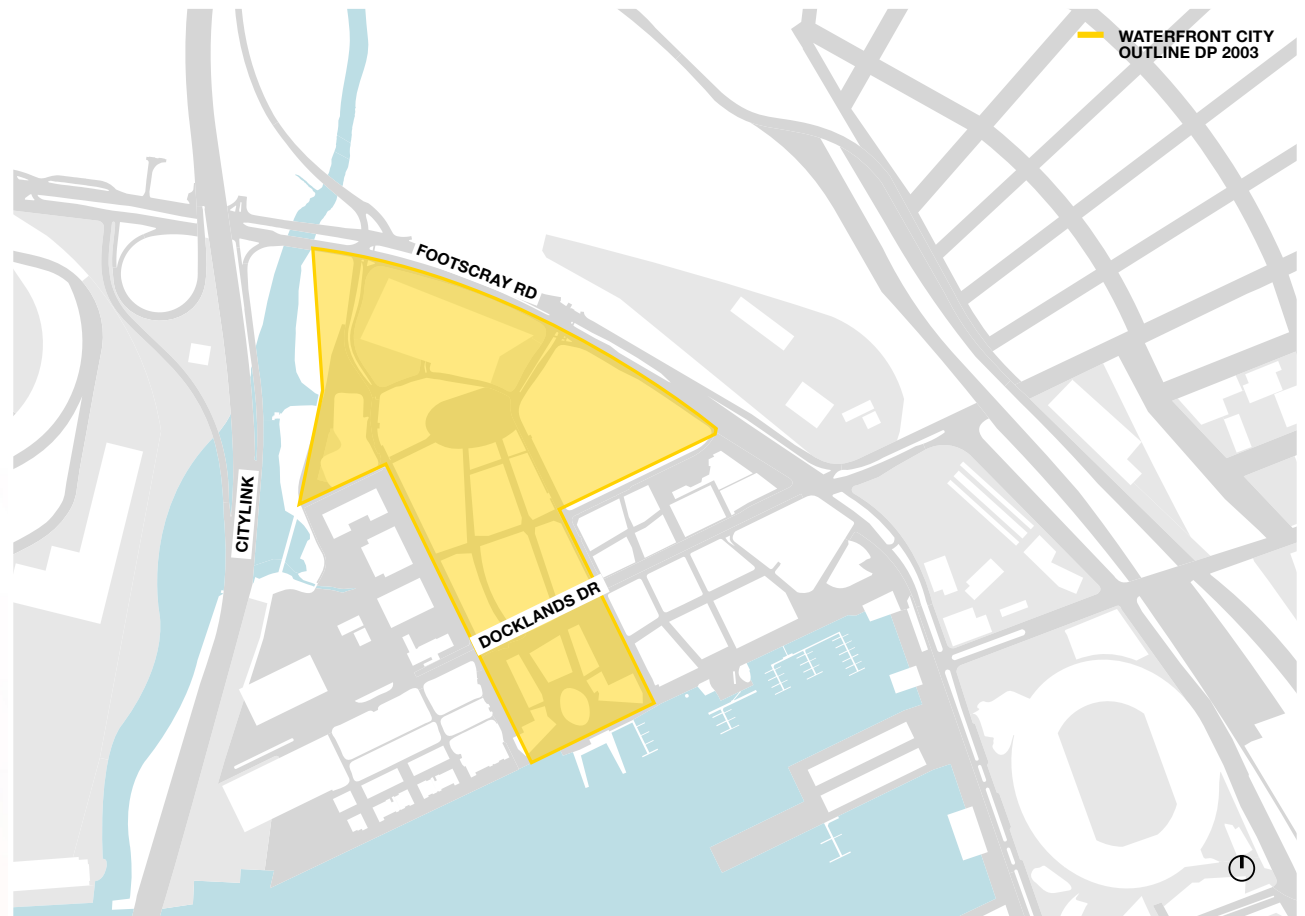 WATERFRONT CITY
OUTLINE DP 2003
FOOTSCRAY RD
CITYLINK
DOCKLANDS DR